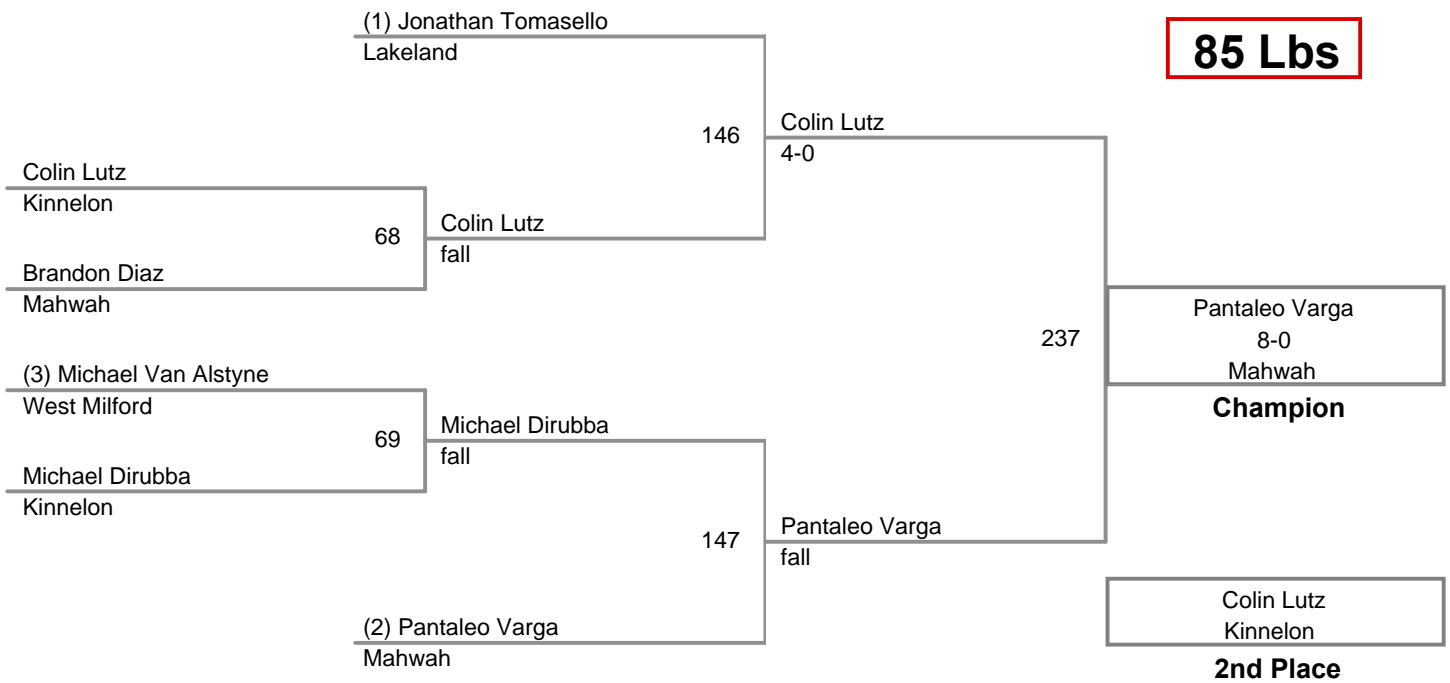 (1) Jonathan Tomasello
Lakeland
85 Lbs
146
Colin Lutz
4-0
Colin Lutz
Kinnelon
68
Colin Lutz
fall
Brandon Diaz
Mahwah
237
Pantaleo Varga
8-0
Mahwah
Champion
(3) Michael Van Alstyne
West Milford
69
Michael Dirubba
fall
Michael Dirubba
Kinnelon
147
Pantaleo Varga
fall
(2) Pantaleo Varga
Mahwah
Colin Lutz
Kinnelon
2nd Place